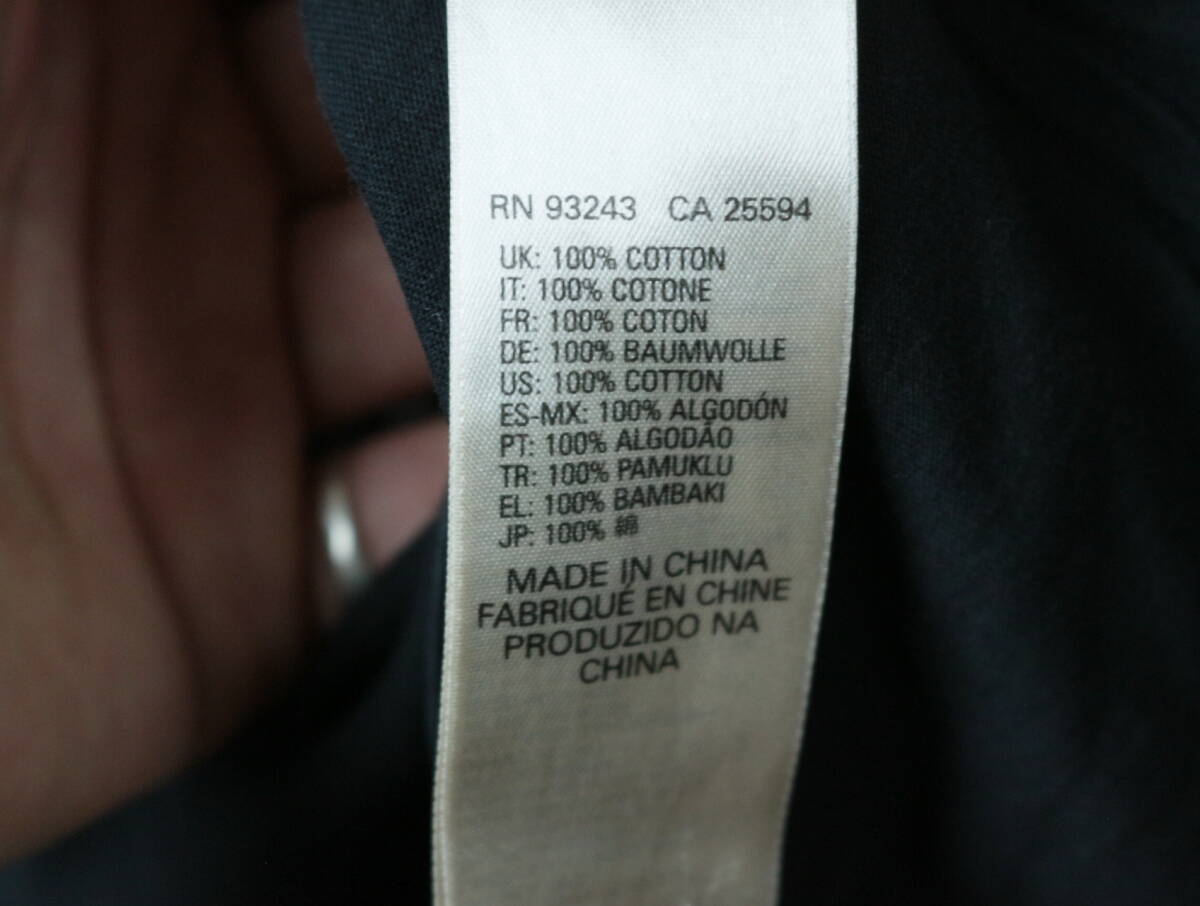 RN 93243 CA 25594
UK: 100% COTTON
IT: 100% COTONE
FR: 100% COTON
DE: 100% BAUMWOLLE
US: 100% COTTON
ES-MX: 100% ALGODÓN
PT: 100% ALGODÃO
TR: 100% PAMUKLU
EL: 100% BAMBAKI
JP: 100% 綿
MADE IN CHINA
FABRIQUÉ EN CHINE
PRODUZIDO NA
CHINA